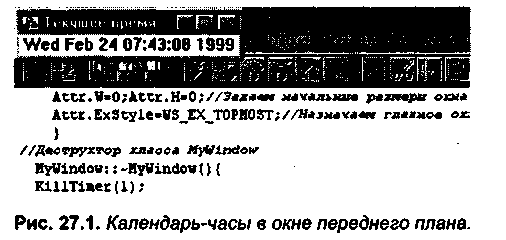 Текущее время
Wed Feb 24 07:43:08 1999
Attr.W=0;Attr.H=0;//Задаем начальные размеры окна
Attr.ExStyle=WS_EX_TOPMOST;//Назначаем главное ок
}
//Деструктор класса MyWindow
MyWindow::~MyWindow(){
KillTimer(1);
Рис. 27.1. Календарь-часы в окне переднего плана.